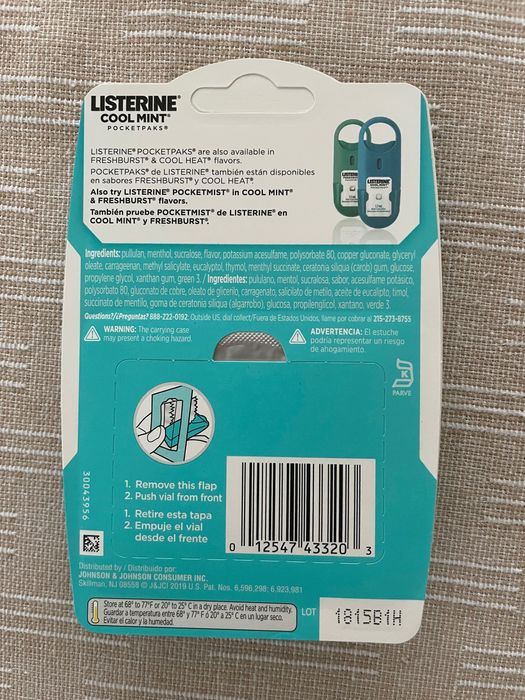 LISTERINE®
COOL MINT®
POCKETPAKS®
LISTERINE® POCKETPAKS® are also available in
FRESHBURST® & COOL HEAT® flavors.
POCKETPAKS® de LISTERINE® también están disponibles
en sabores FRESHBURST® y COOL HEAT®.
Also try LISTERINE® POCKETMIST® in COOL MINT®
& FRESHBURST® flavors.
También pruebe POCKETMIST® de LISTERINE® en
COOL MINT® y FRESHBURST®.
LISTERINE
COOL MINT
Ingredients: pullulan, menthol, sucralose, flavor, potassium acesulfame, polysorbate 80, copper gluconate, glyceryl
oleate, carrageenan, methyl salicylate, eucalyptol, thymol, menthyl succinate, ceratonia siliqua (carob) gum, glucose,
propylene glycol, xanthan gum, green 3. / Ingredientes: pululano, mentol, sucralosa, sabor, acesulfame potásico,
polysorbato 80, gluconato de cobre, oleato de glicerilo, carragenato, salicilato de metilo, aceite de eucalipto, timol,
succinato de mentilo, goma de ceratonia siliqua (algarrobo), glucosa, propilenglicol, xantano, verde 3.
Questions?/¿Preguntas? 888-222-0192. Outside US, dial collect/Fuera de Estados Unidos, llame por cobrar al 215-273-8755
WARNING: The carrying case
may present a choking hazard.
ADVERTENCIA: El estuche
podría representar un riesgo
de ahogamiento.
K
PARVE
1. Remove this flap
2. Push vial from front
1. Retire esta tapa
2. Empuje el vial
desde el frente
30043956
0 12547 43320 3
Distributed by / Distribuido por:
JOHNSON & JOHNSON CONSUMER INC.
Skillman, NJ 08558 © J&JCI 2019 U.S. Pat. Nos. 6,596,298; 6,923,981
Store at 68° to 77°F or 20° to 25° C in a dry place. Avoid heat and humidity.
Guardar a temperatura entre 68° y 77° F ó 20° a 25° C en un lugar seco.
Evitar el calor y la humedad.
LOT
1815B1H